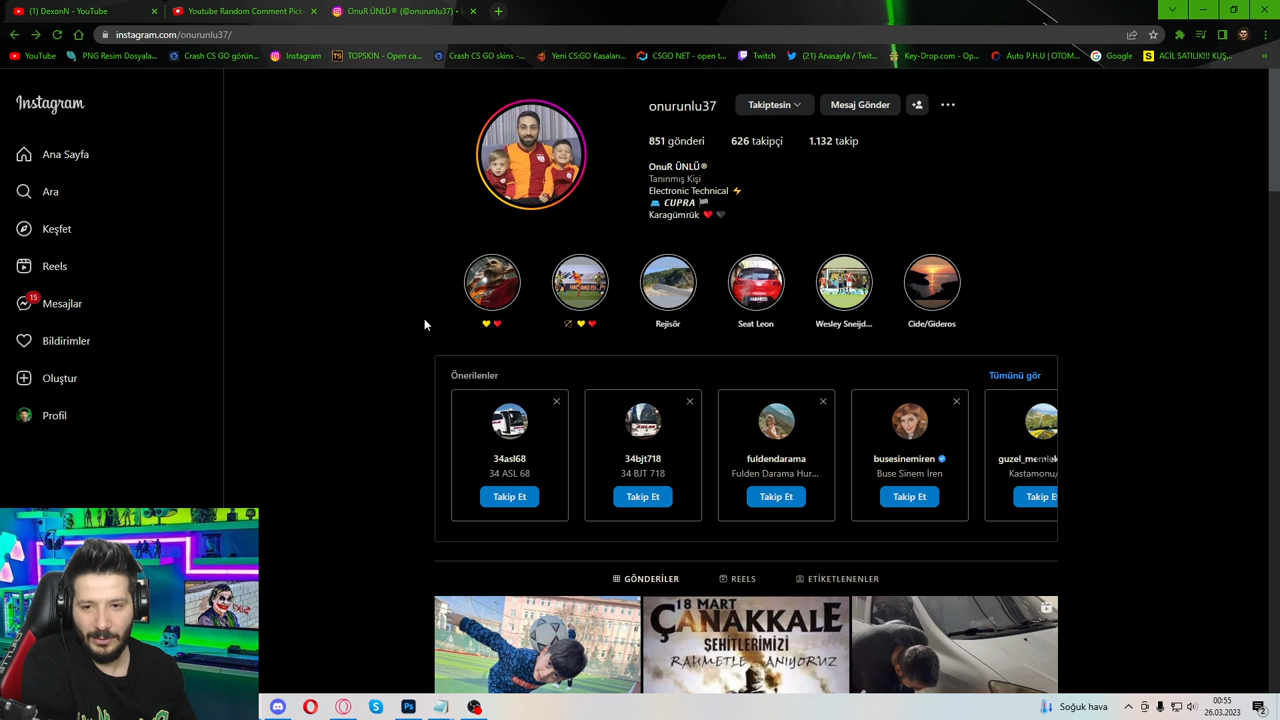 (1) DexonN - YouTube
Youtube Random Comment Picke
OnuR ÜNLÜ® (@onurunlu37) •
instagram.com/onurunlu37/
YouTube
PNG Resim Dosyala...
Crash CS GO görün...
Instagram
TOPSKIN - Open ca...
Crash CS GO skins -...
Yeni CS:GO Kasaları...
CSGO NET - open t...
Twitch
(21) Anasayfa / Twit...
Key-Drop.com - Op...
Auto P.H.U | OTOM...
Google
ACİL SATILIK!!! KUŞ...
Instagram
Ana Sayfa
Ara
Keşfet
Reels
15
Mesajlar
Bildirimler
Oluştur
Profil
onurunlu37
Takiptesin
Mesaj Gönder
851 gönderi 626 takipçi 1.132 takip
OnuR ÜNLÜ®
Tanınmış Kişi
Electronic Technical ⚡
🚘 CUPRA 🏁
Karagümrük ❤️🖤
💛❤️
🏹💛❤️
Rejisör
Seat Leon
Wesley Sneijd...
Cide/Gideros
Önerilenler
Tümünü gör
34asl68
34 ASL 68
Takip Et
34bjt718
34 BJT 718
Takip Et
fuldendarama
Fulden Darama Hur...
Takip Et
busesinemiren
Buse Sinem İren
Takip Et
guzel_memlek
Kastamonu/
Takip Et
GÖNDERİLER
REELS
ETİKETLENENLER
18 MART
ÇANAKKALE
ŞEHİTLERİMİZİ
RAHMETLE ANIYORUZ
Soğuk hava
00:55
26.03.2023
2